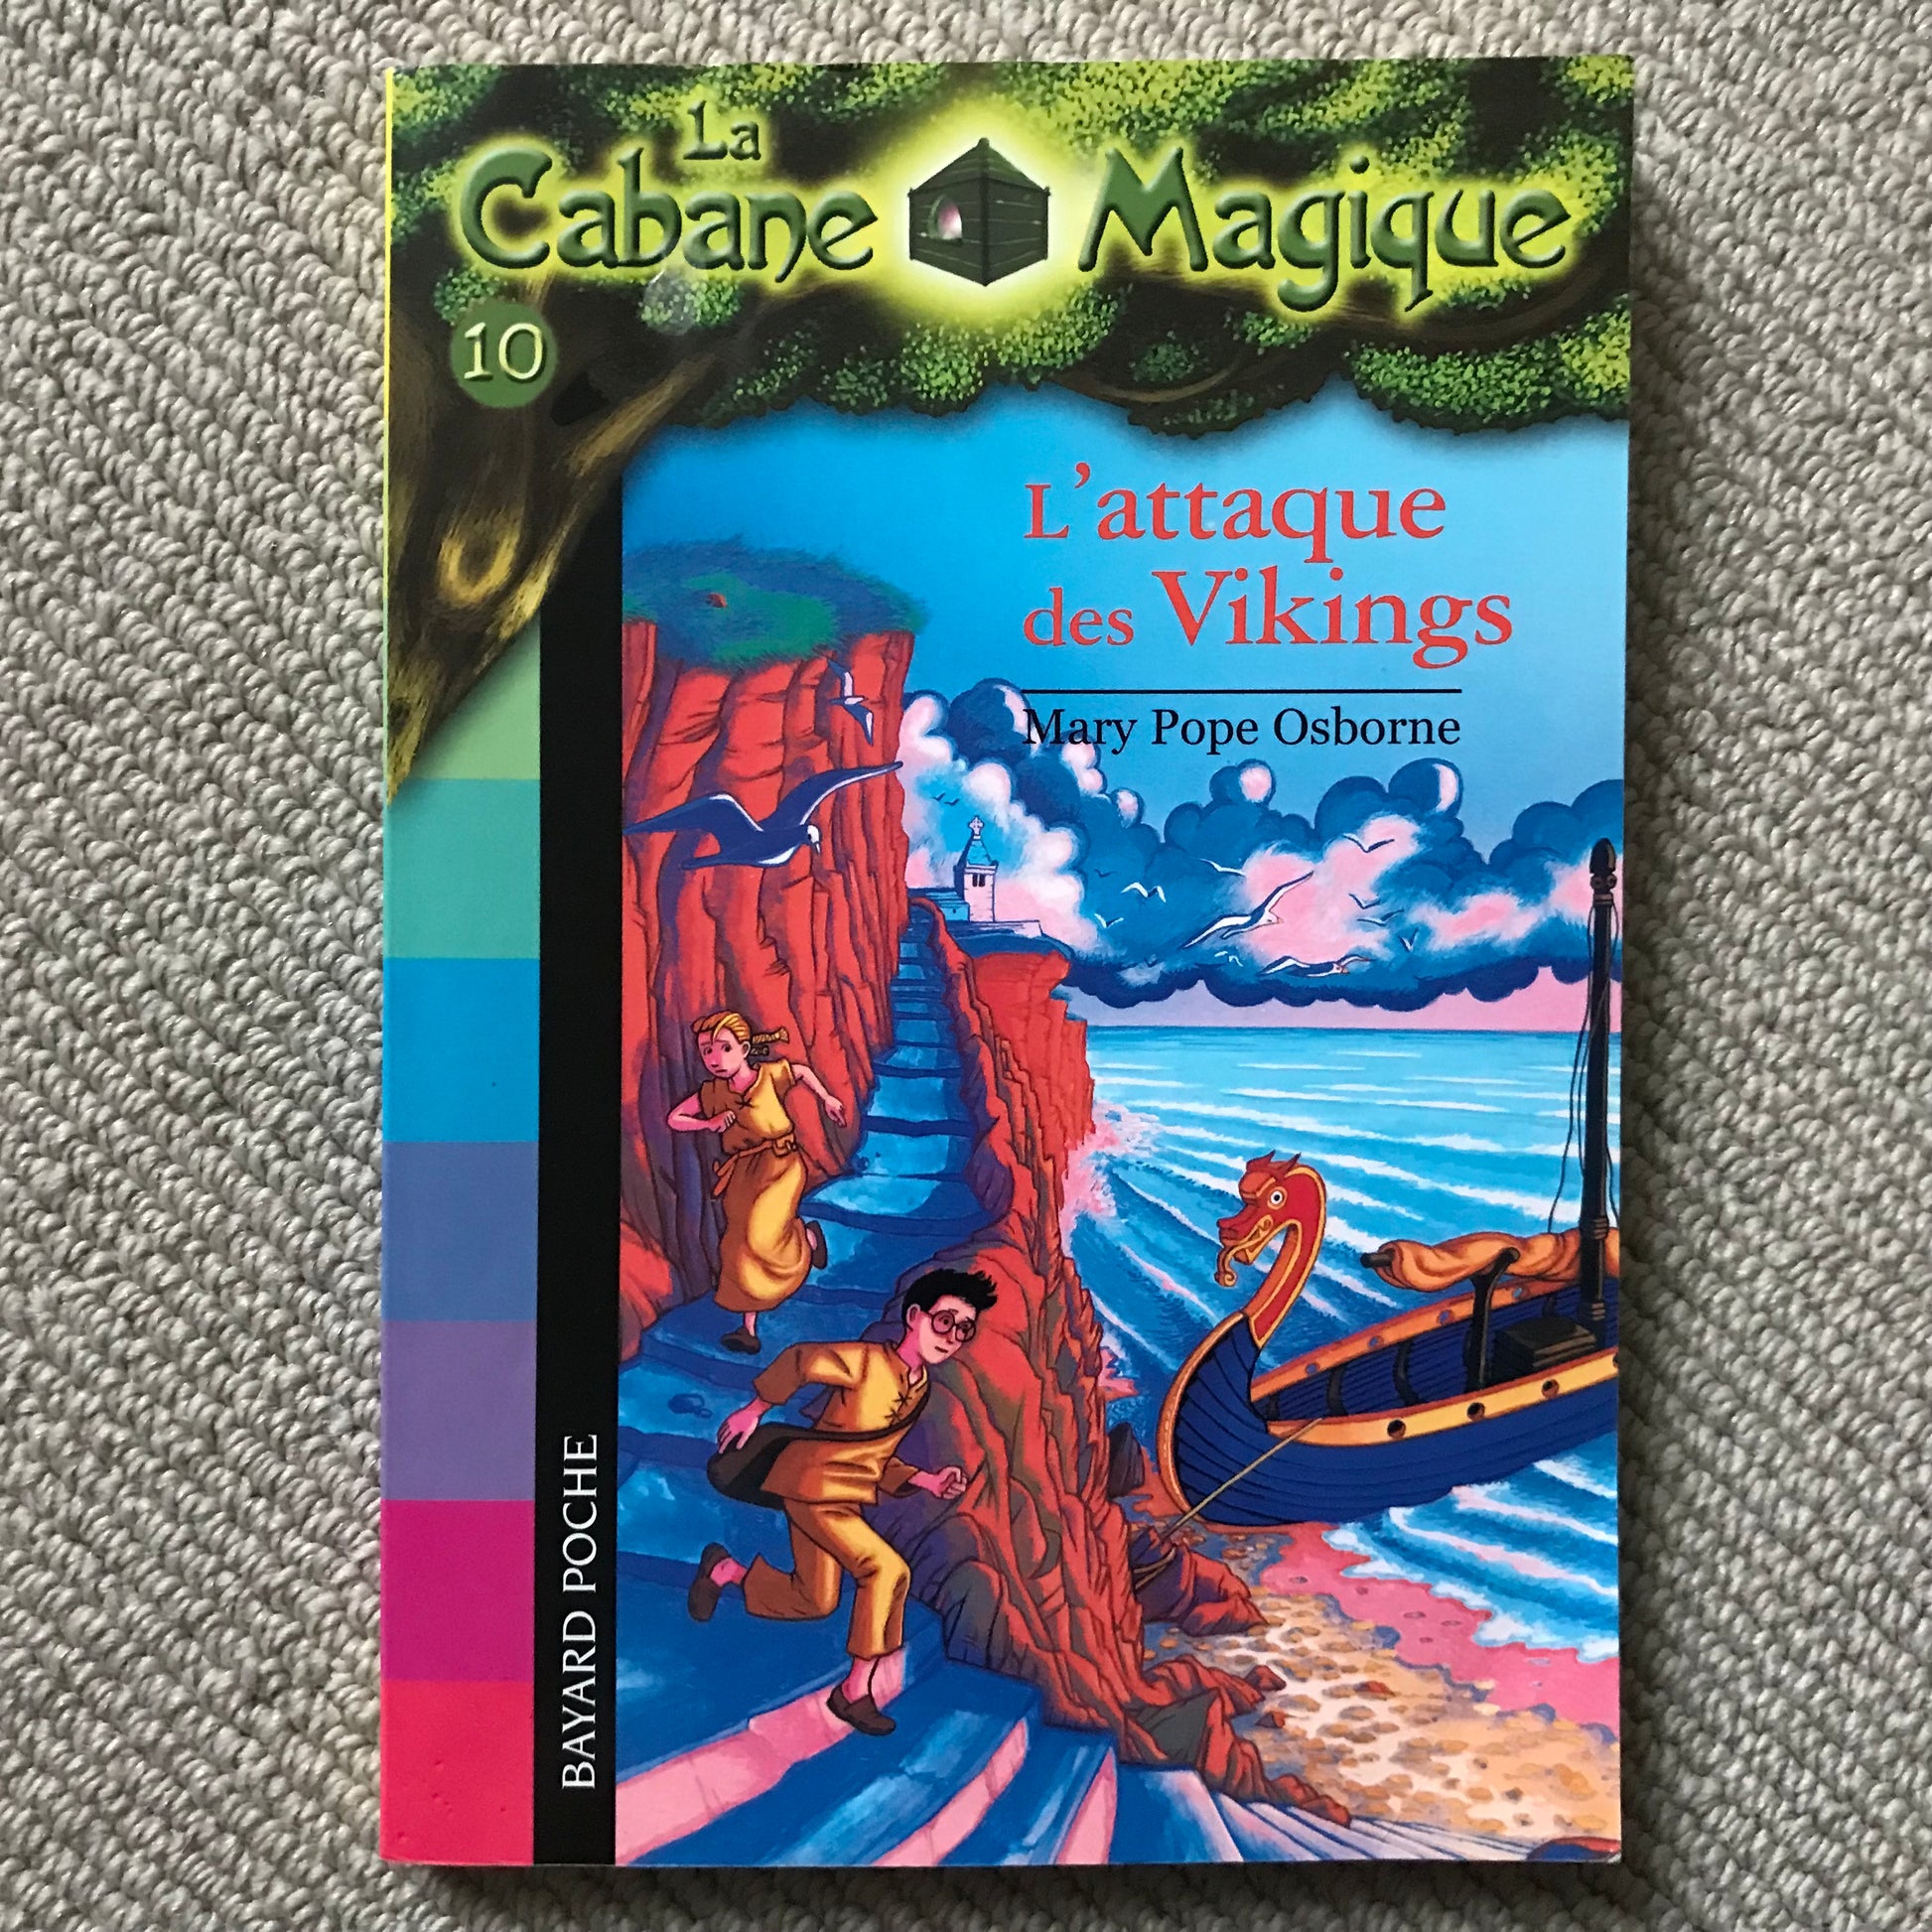 La
Cabane Magique
10
L'attaque
des Vikings
Mary Pope Osborne
BAYARD POCHE